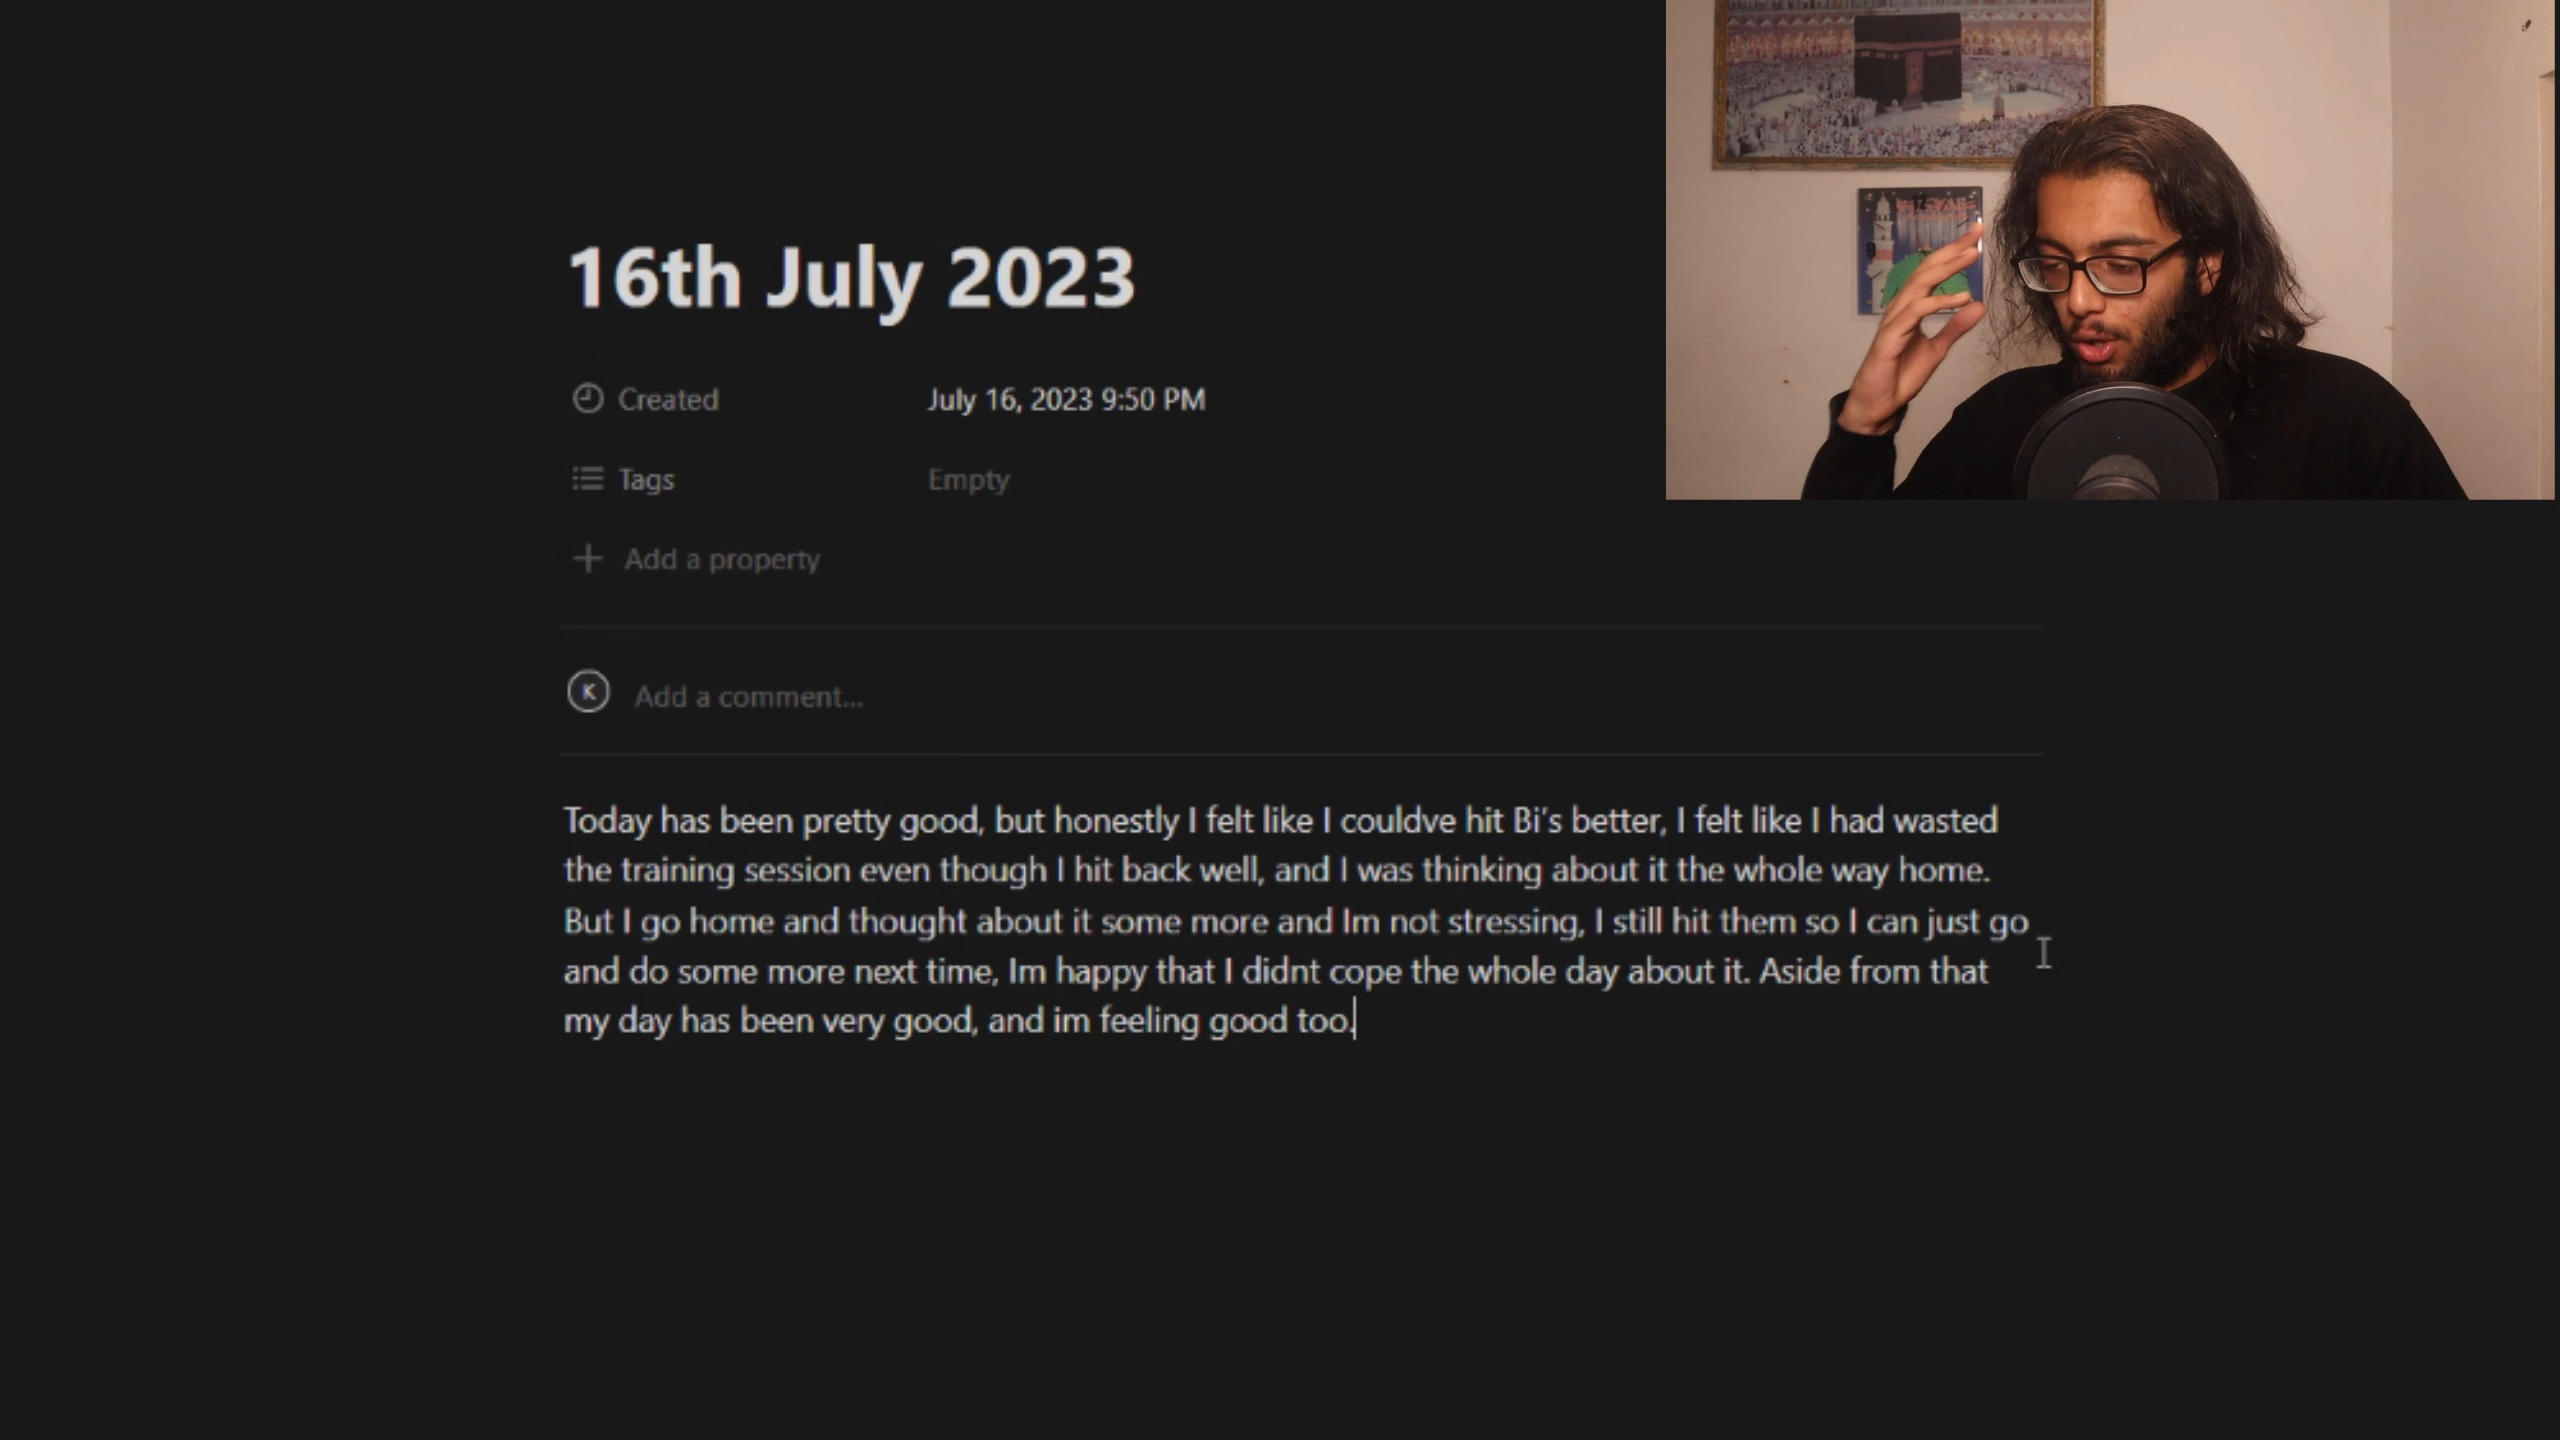 16th July 2023
Created July 16, 2023 9:50 PM
Tags Empty
Add a property
K Add a comment...
Today has been pretty good, but honestly I felt like I couldve hit Bi's better, I felt like I had wasted
the training session even though I hit back well, and I was thinking about it the whole way home.
But I go home and thought about it some more and Im not stressing, I still hit them so I can just go
and do some more next time, Im happy that I didnt cope the whole day about it. Aside from that
my day has been very good, and im feeling good too.